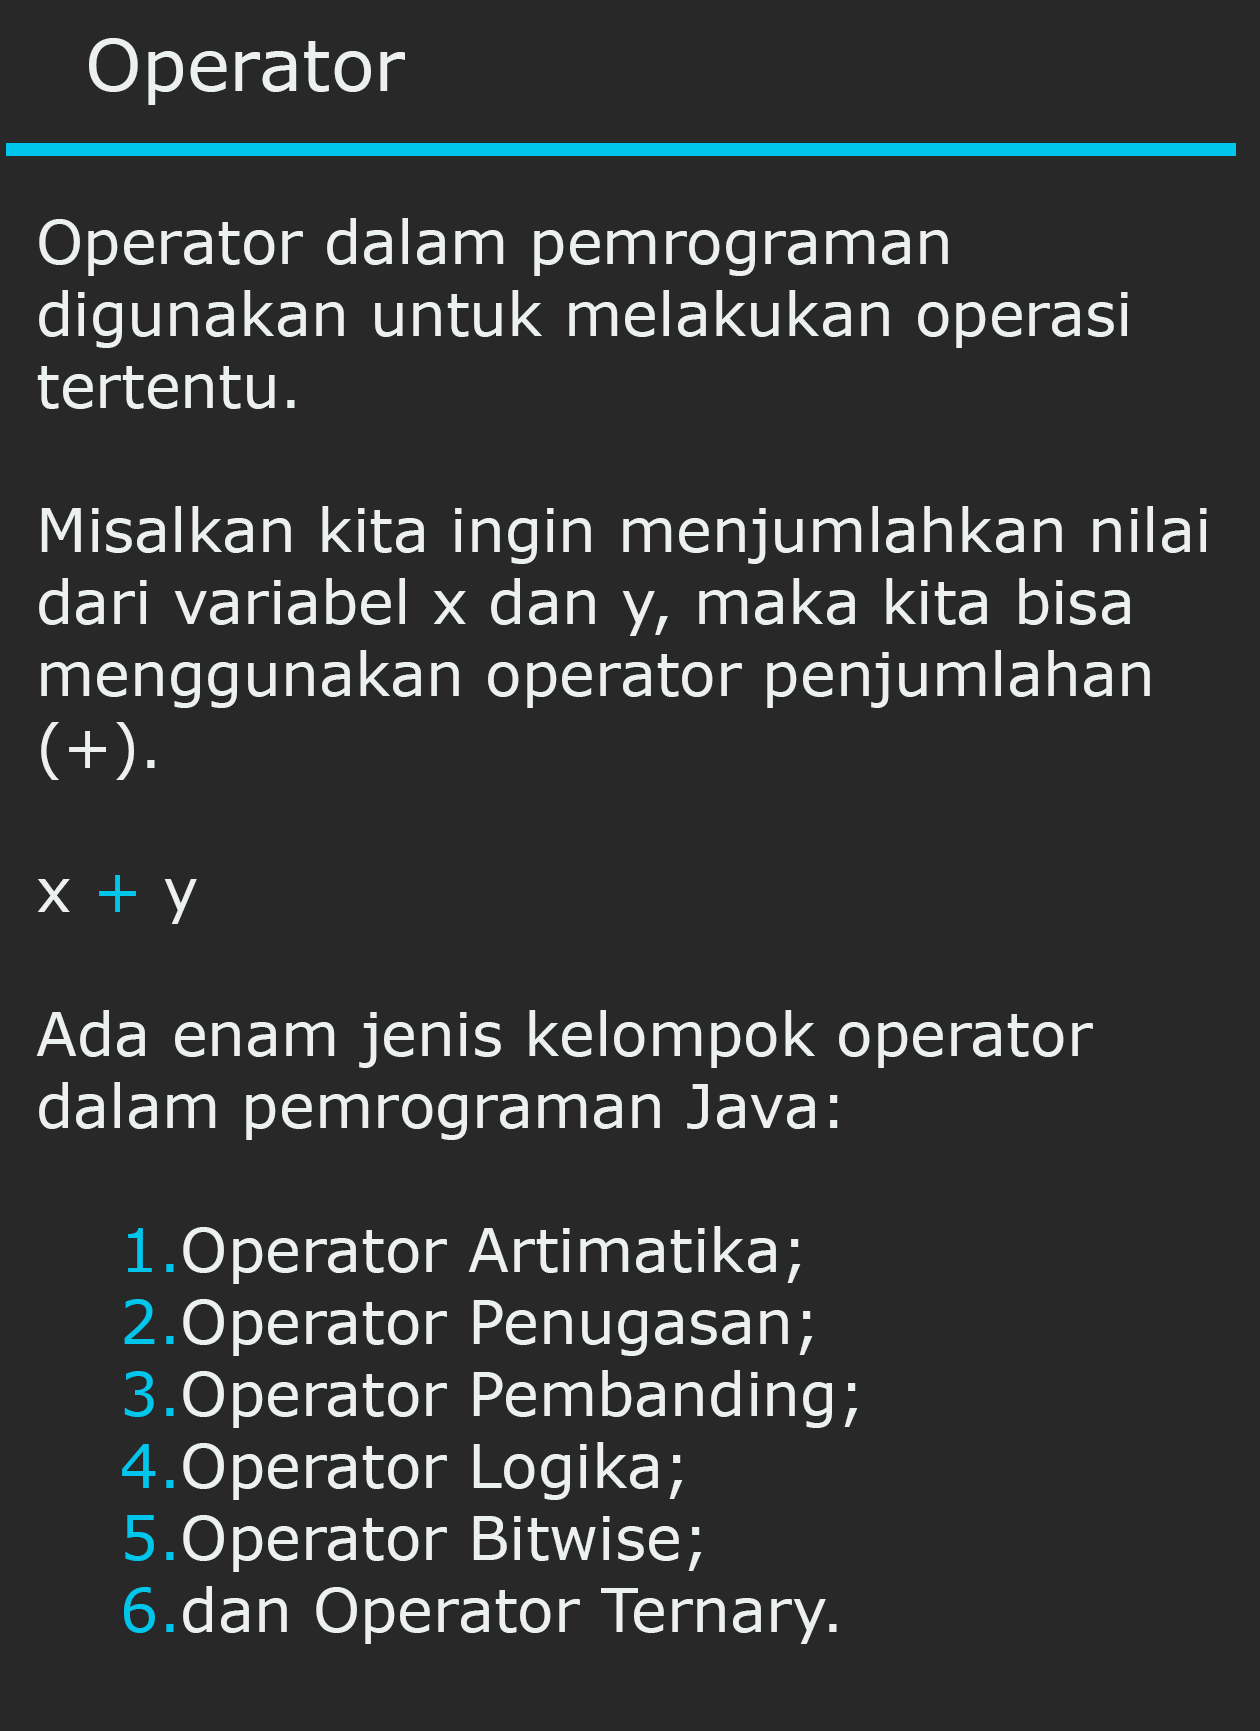 Operator
Operator dalam pemrograman
digunakan untuk melakukan operasi
tertentu.
Misalkan kita ingin menjumlahkan nilai
dari variabel x dan y, maka kita bisa
menggunakan operator penjumlahan
(+).
x + y
Ada enam jenis kelompok operator
dalam pemrograman Java:
1.Operator Artimatika;
2.Operator Penugasan;
3.Operator Pembanding;
4.Operator Logika;
5.Operator Bitwise;
6.dan Operator Ternary.